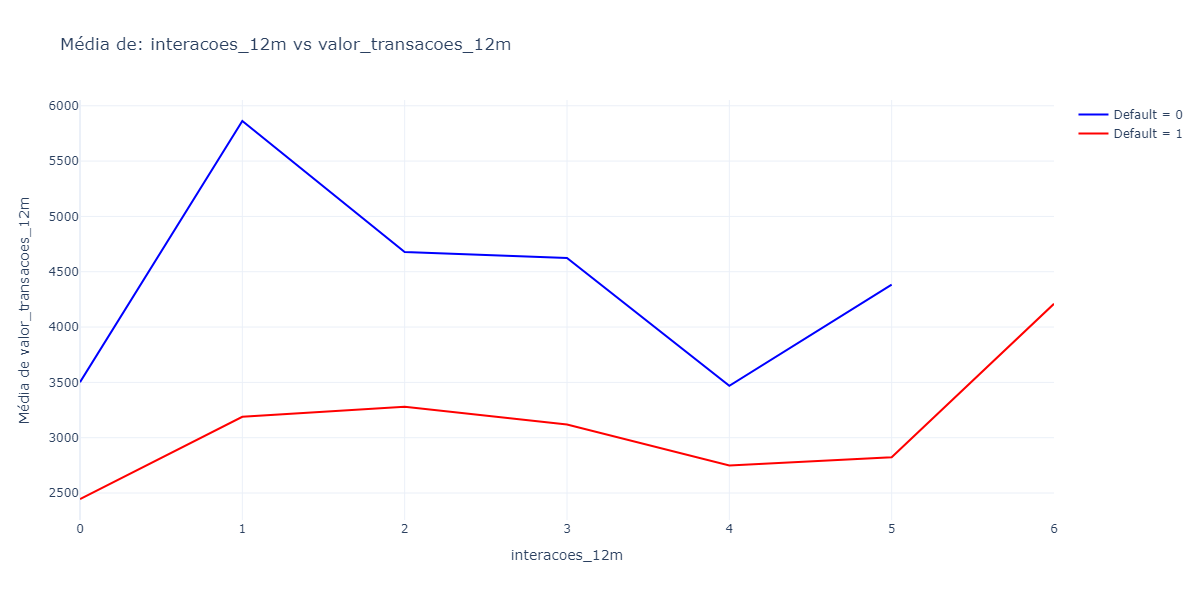 Média de: interacoes_12m vs valor_transacoes_12m
Default = 0
Default = 1
Média de valor_transacoes_12m
6000
5500
5000
4500
4000
3500
3000
2500
0 1 2 3 4 5 6
interacoes_12m